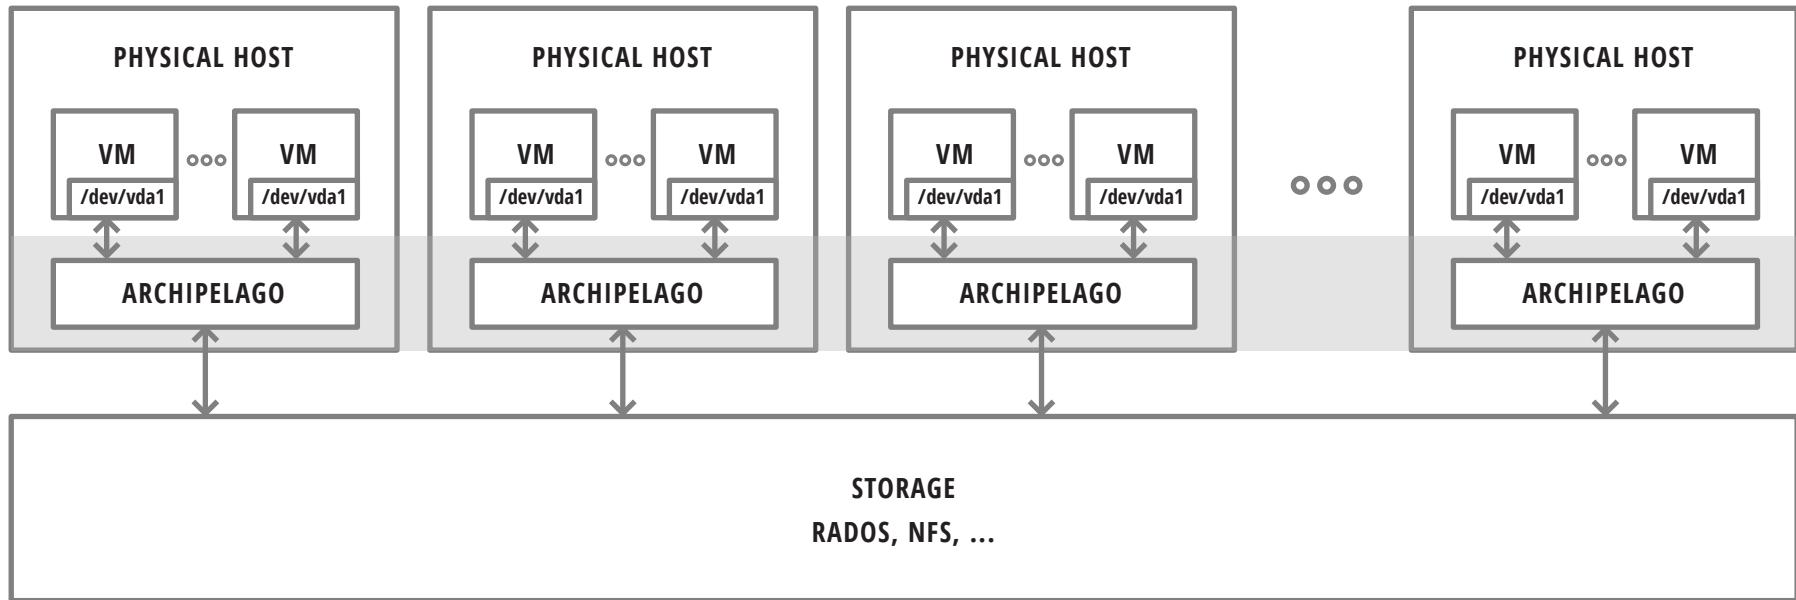 PHYSICAL HOST
PHYSICAL HOST
PHYSICAL HOST
PHYSICAL HOST
VM
VM
VM
VM
VM
VM
VM
VM
/dev/vda1
/dev/vda1
/dev/vda1
/dev/vda1
/dev/vda1
/dev/vda1
/dev/vda1
/dev/vda1
ARCHIPELAGO
ARCHIPELAGO
ARCHIPELAGO
ARCHIPELAGO
STORAGE
RADOS, NFS, ...